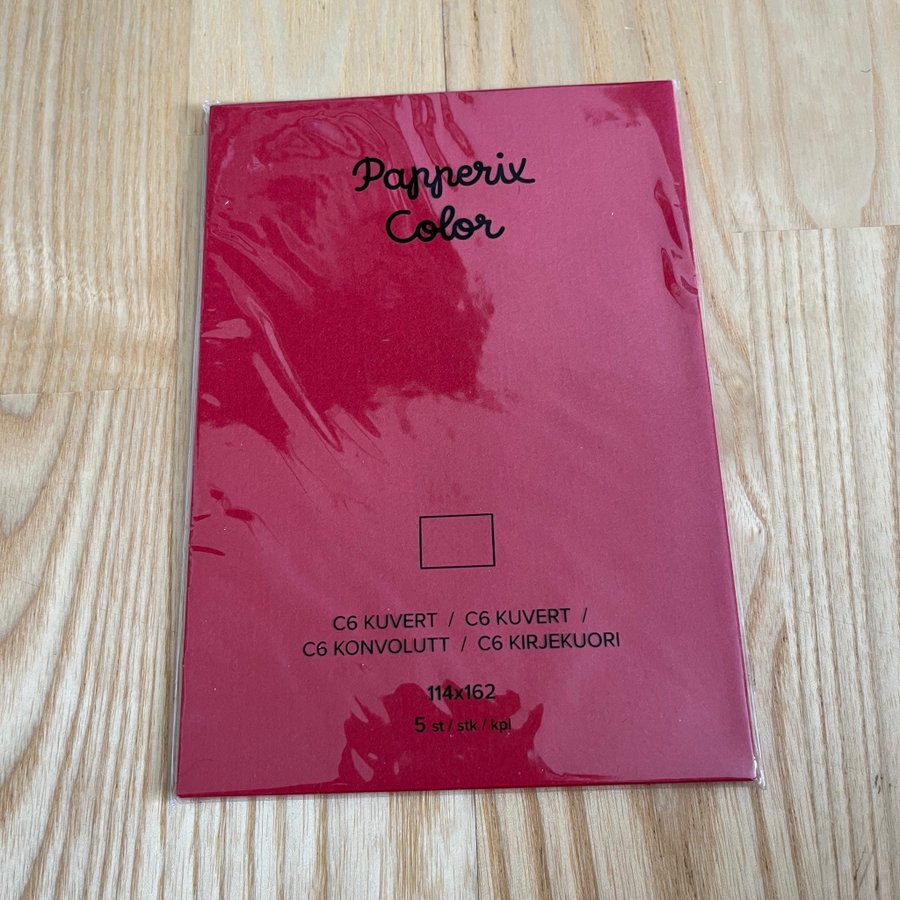 Papperix
Color
C6 KUVERT / C6 KUVERT /
C6 KONVOLUTT / C6 KIRJEKUORI
114x162
5 st / stk / kpl